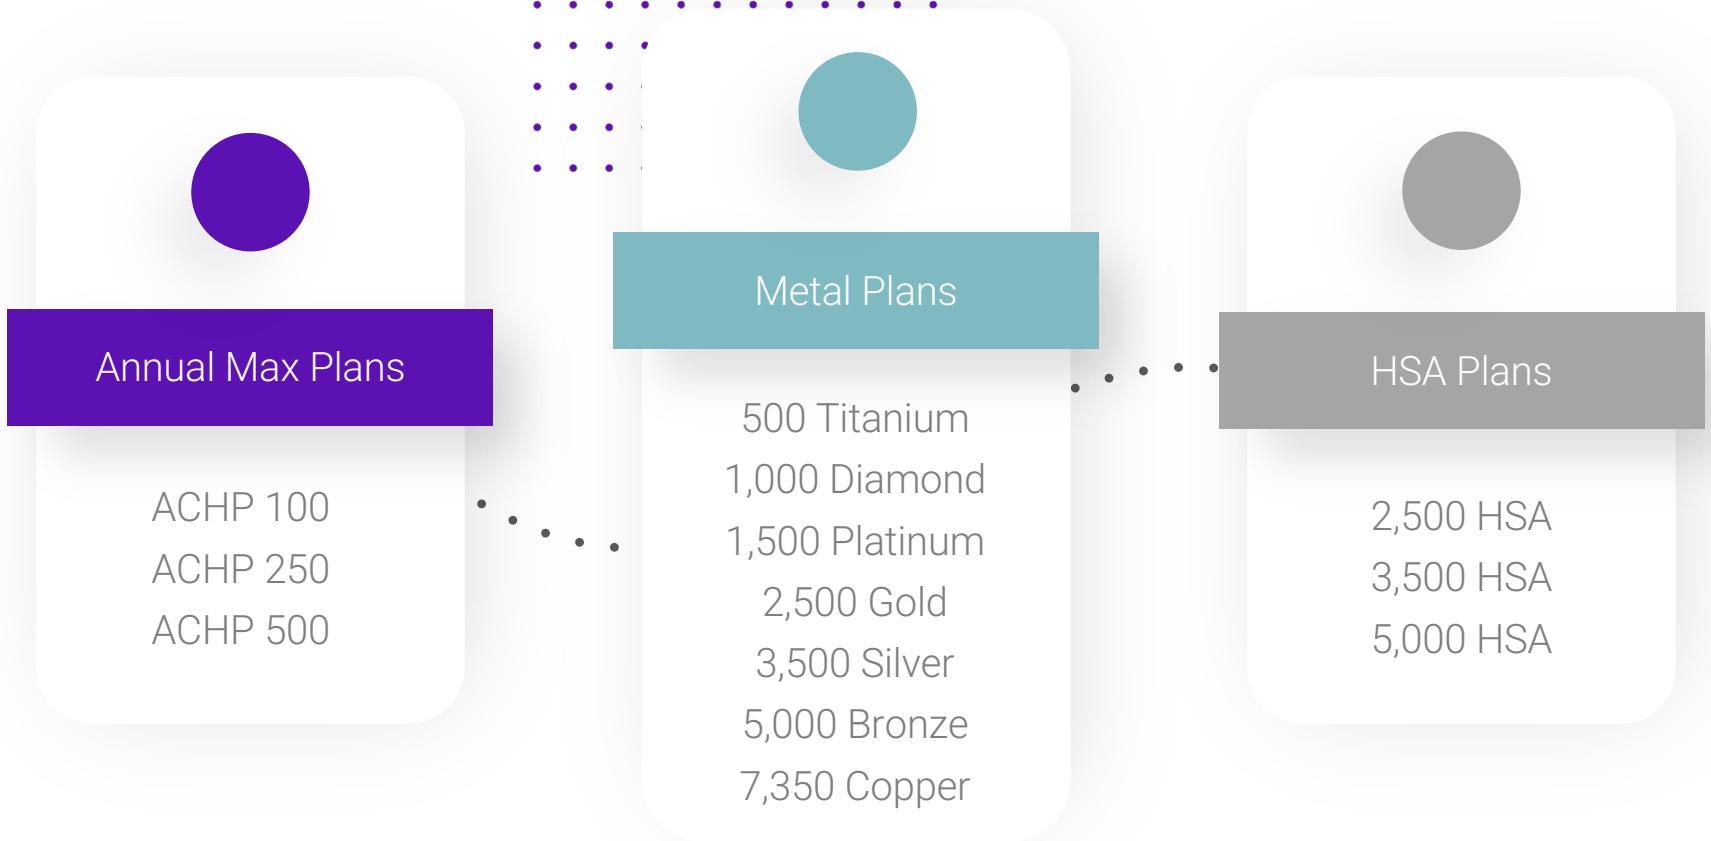 Annual Max Plans
ACHP 100
ACHP 250
ACHP 500
Metal Plans
500 Titanium
1,000 Diamond
1,500 Platinum
2,500 Gold
3,500 Silver
5,000 Bronze
7,350 Copper
HSA Plans
2,500 HSA
3,500 HSA
5,000 HSA